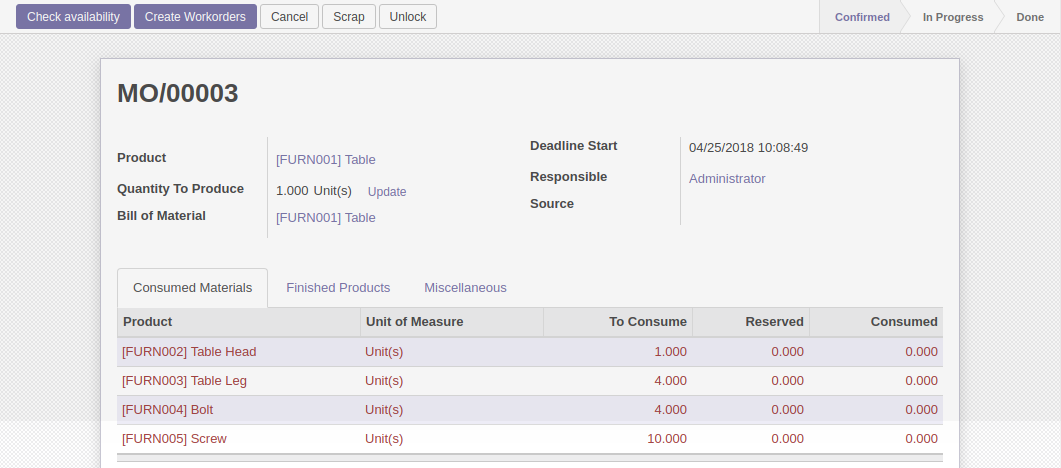 Check availability Create Workorders Cancel Scrap Unlock Confirmed In Progress Done
MO/00003
Product [FURN001] Table
Quantity To Produce 1.000 Unit(s) Update
Bill of Material [FURN001] Table
Deadline Start 04/25/2018 10:08:49
Responsible Administrator
Source
Consumed Materials Finished Products Miscellaneous
Product Unit of Measure To Consume Reserved Consumed
[FURN002] Table Head Unit(s) 1.000 0.000 0.000
[FURN003] Table Leg Unit(s) 4.000 0.000 0.000
[FURN004] Bolt Unit(s) 4.000 0.000 0.000
[FURN005] Screw Unit(s) 10.000 0.000 0.000